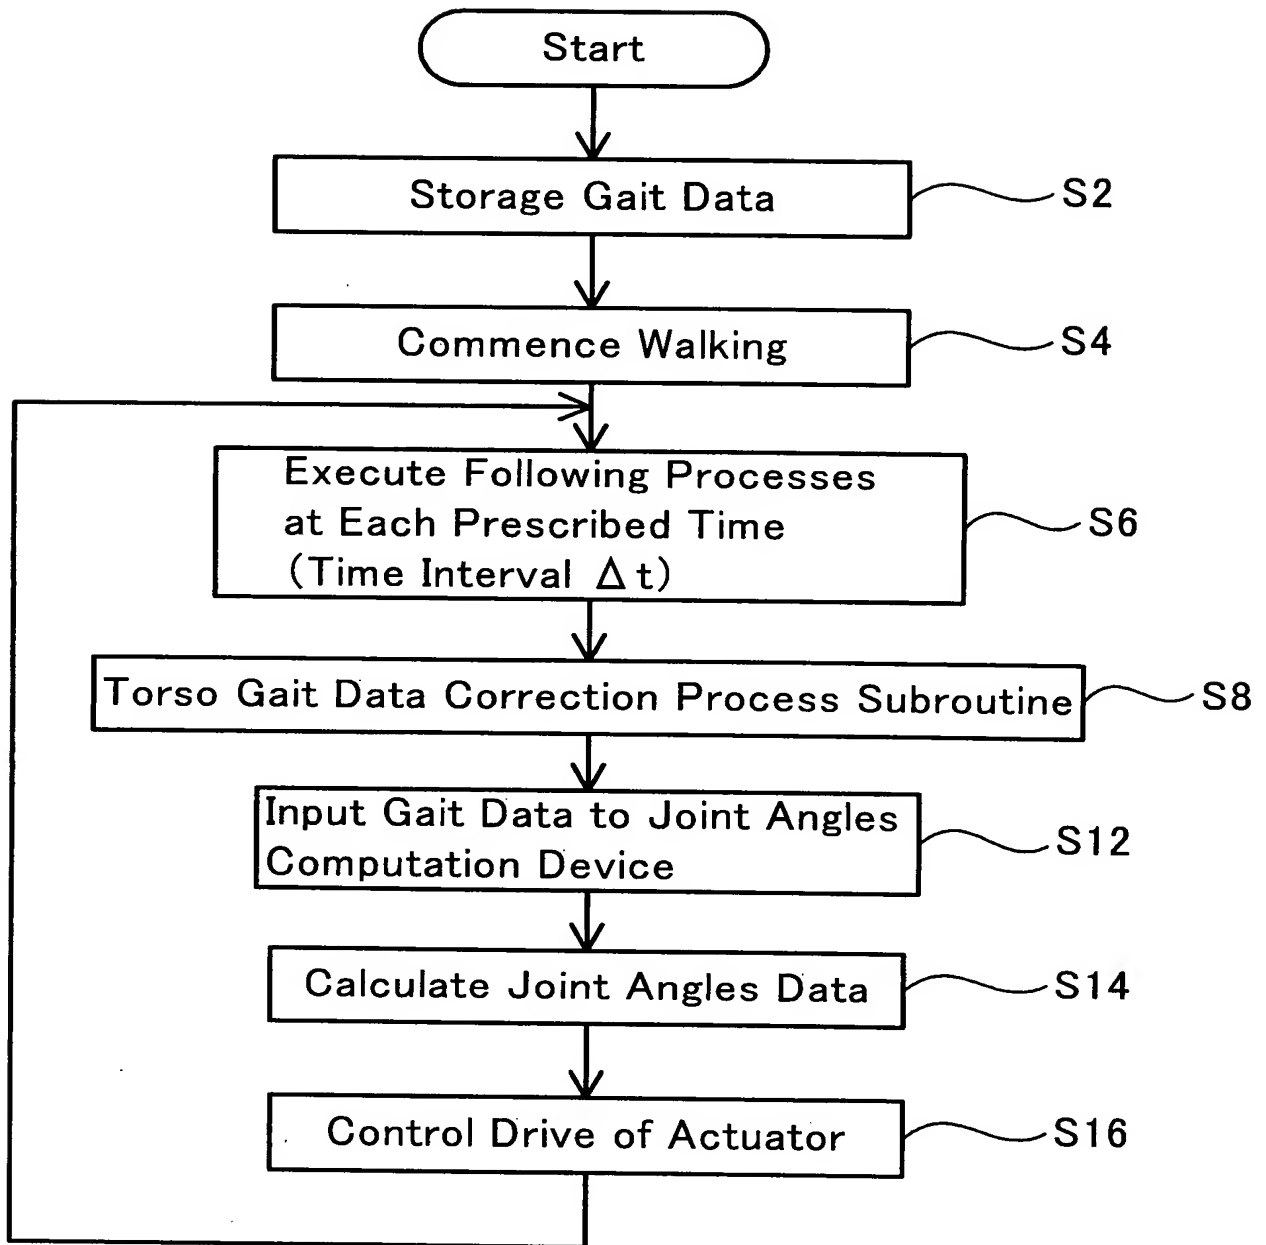 Start
Storage Gait Data
S2
Commence Walking
S4
Execute Following Processes
at Each Prescribed Time
(Time Interval Δt)
S6
Torso Gait Data Correction Process Subroutine
S8
Input Gait Data to Joint Angles
Computation Device
S12
Calculate Joint Angles Data
S14
Control Drive of Actuator
S16